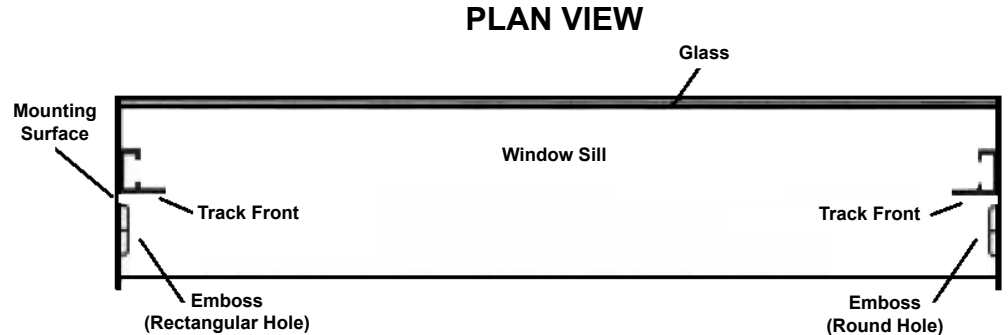 PLAN VIEW
Glass
Mounting
Surface
Window Sill
Track Front
Track Front
Emboss
(Rectangular Hole)
Emboss
(Round Hole)